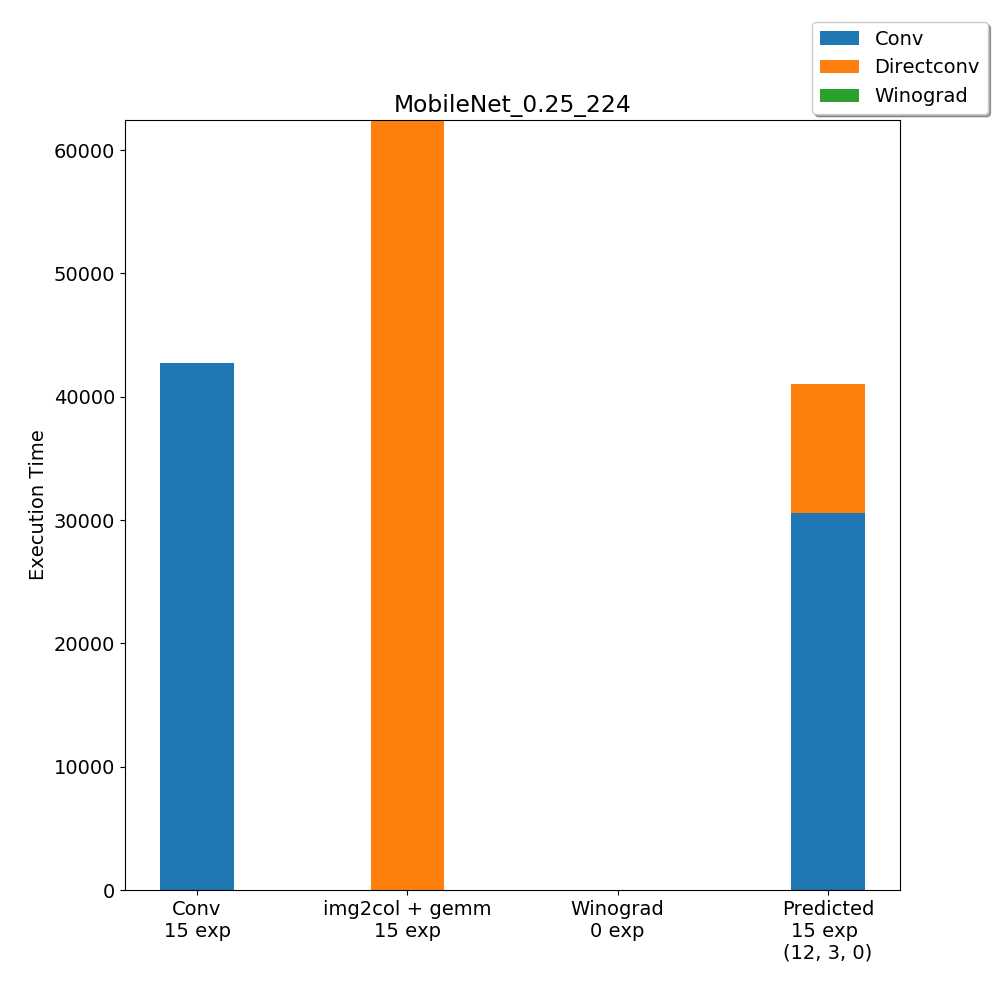 Conv
Directconv
Winograd
MobileNet_0.25_224
60000
50000
40000
30000
20000
10000
0
Execution Time
Conv
15 exp
img2col + gemm
15 exp
Winograd
0 exp
Predicted
15 exp
(12, 3, 0)